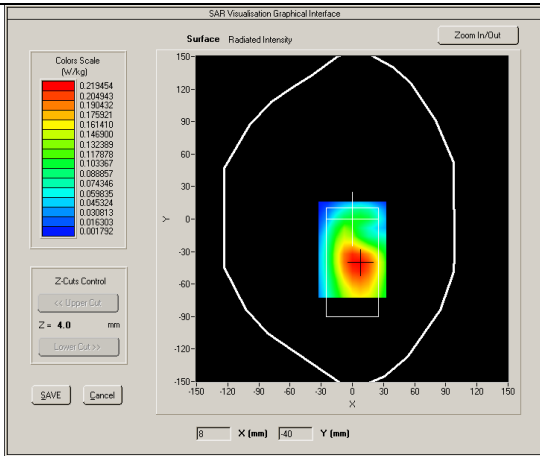 SAR Visualisation Graphical Interface
Surface Radiated Intensity
Zoom In/Out
Colors Scale
(W/kg)
0.219454
0.204943
0.190432
0.175921
0.161410
0.146900
0.132389
0.117878
0.103367
0.088857
0.074346
0.059835
0.045324
0.030813
0.016303
0.001792
150
120
90
60
30
0
-30
-60
-90
-120
-150
Y
-150 -120 -90 -60 -30 0 30 60 90 120 150
X
Z-Cuts Control
<< Upper Cut
Z = 4.0 mm
Lower Cut >>
SAVE Cancel
8 X (mm) -40 Y (mm)